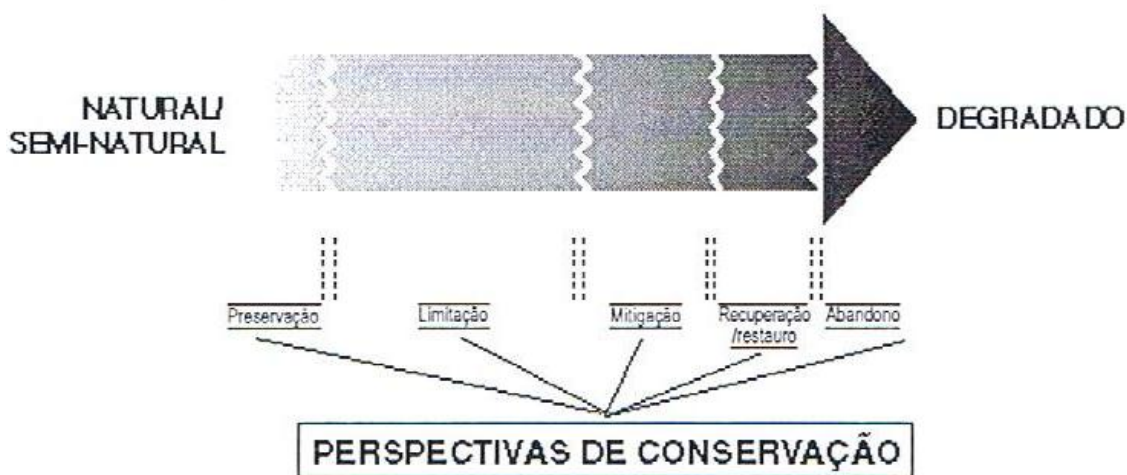 NATURAL/
SEMI-NATURAL
DEGRADADO
Preservação
Limitação
Mitigação
Recuperação
/restauro
Abandono
PERSPECTIVAS DE CONSERVAÇÃO